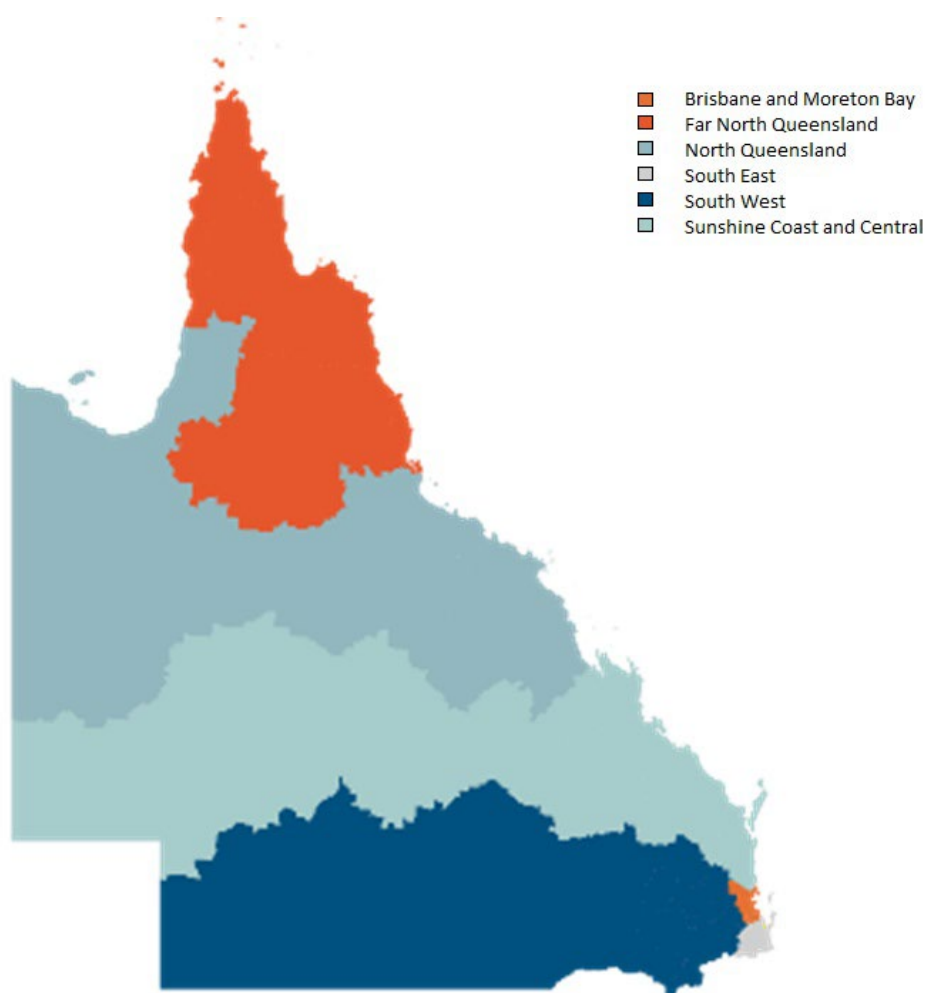 Brisbane and Moreton Bay
Far North Queensland
North Queensland
South East
South West
Sunshine Coast and Central